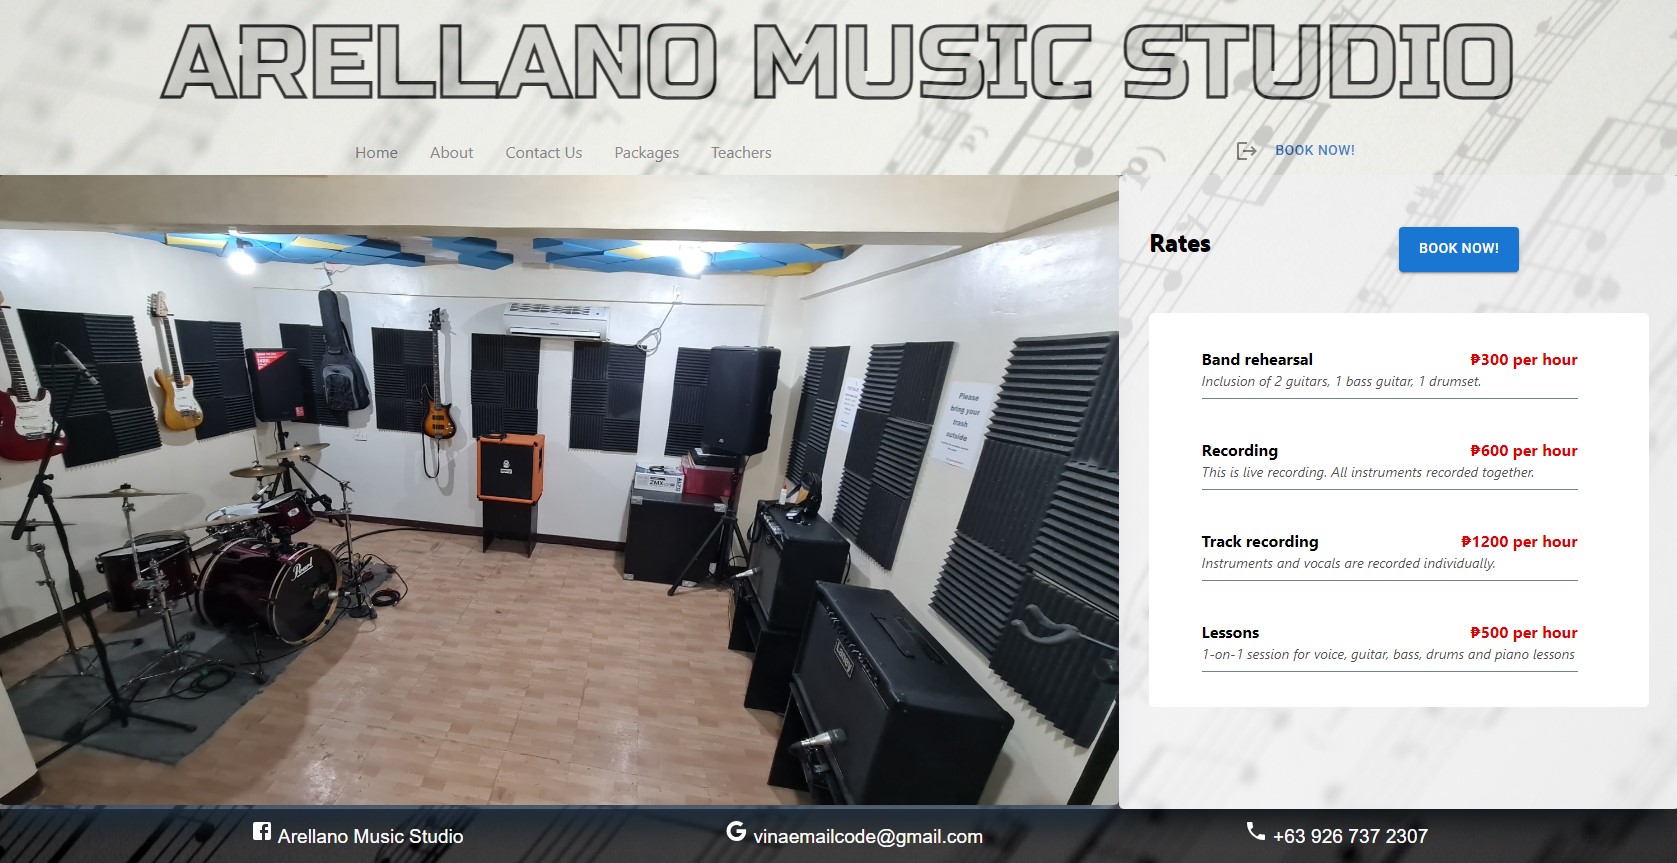 ARELLANO MUSIC STUDIO
Home About Contact Us Packages Teachers BOOK NOW!
Rates BOOK NOW!
Band rehearsal ₱300 per hour
Inclusion of 2 guitars, 1 bass guitar, 1 drumset.
Recording ₱600 per hour
This is live recording. All instruments recorded together.
Track recording ₱1200 per hour
Instruments and vocals are recorded individually.
Lessons ₱500 per hour
1-on-1 session for voice, guitar, bass, drums and piano lessons
Please
bring your
trash
outside
Pearl
Laney
ZMX
Arellano Music Studio vinaemailcode@gmail.com +63 926 737 2307